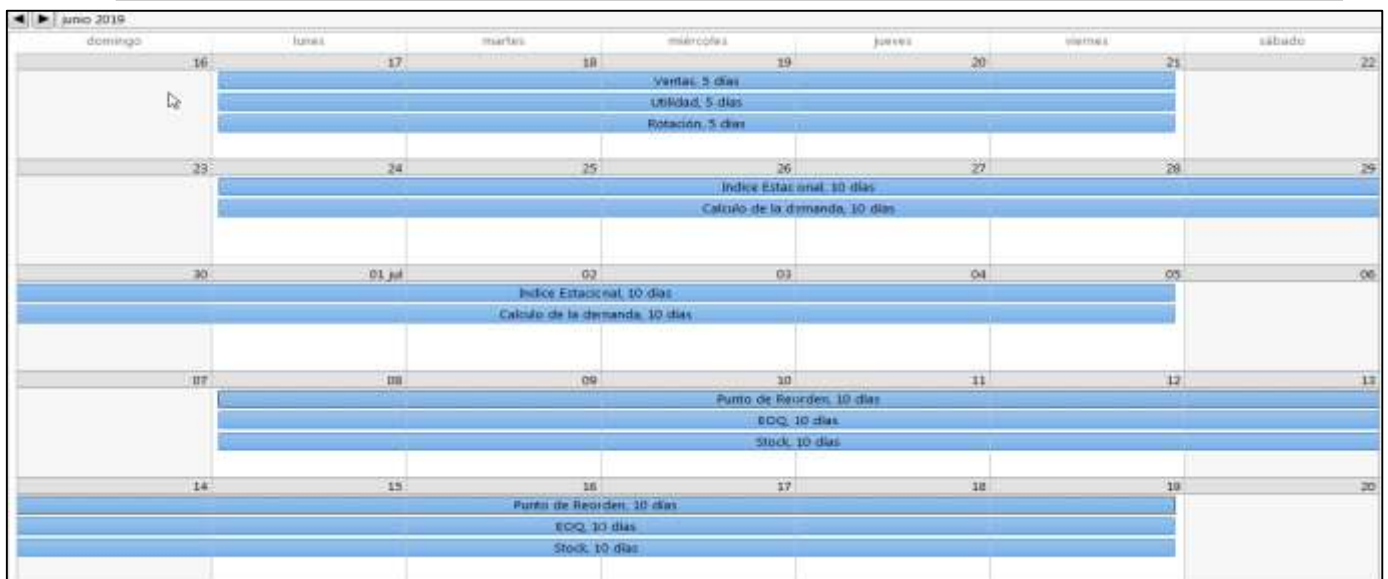 junio 2019
domingo lunes martes miércoles jueves viernes sábado
16 17 18 19 20 21 22
Ventas, 5 días
Utilidad, 5 días
Rotación, 5 días
23 24 25 26 27 28 29
Indice Estacional, 10 días
Calculo de la demanda, 10 días
30 01 jul 02 03 04 05 06
Indice Estacional, 10 días
Calculo de la demanda, 10 días
07 08 09 10 11 12 13
Punto de Reorden, 10 días
EOQ, 10 días
Stock, 10 días
14 15 16 17 18 19 20
Punto de Reorden, 10 días
EOQ, 10 días
Stock, 10 días